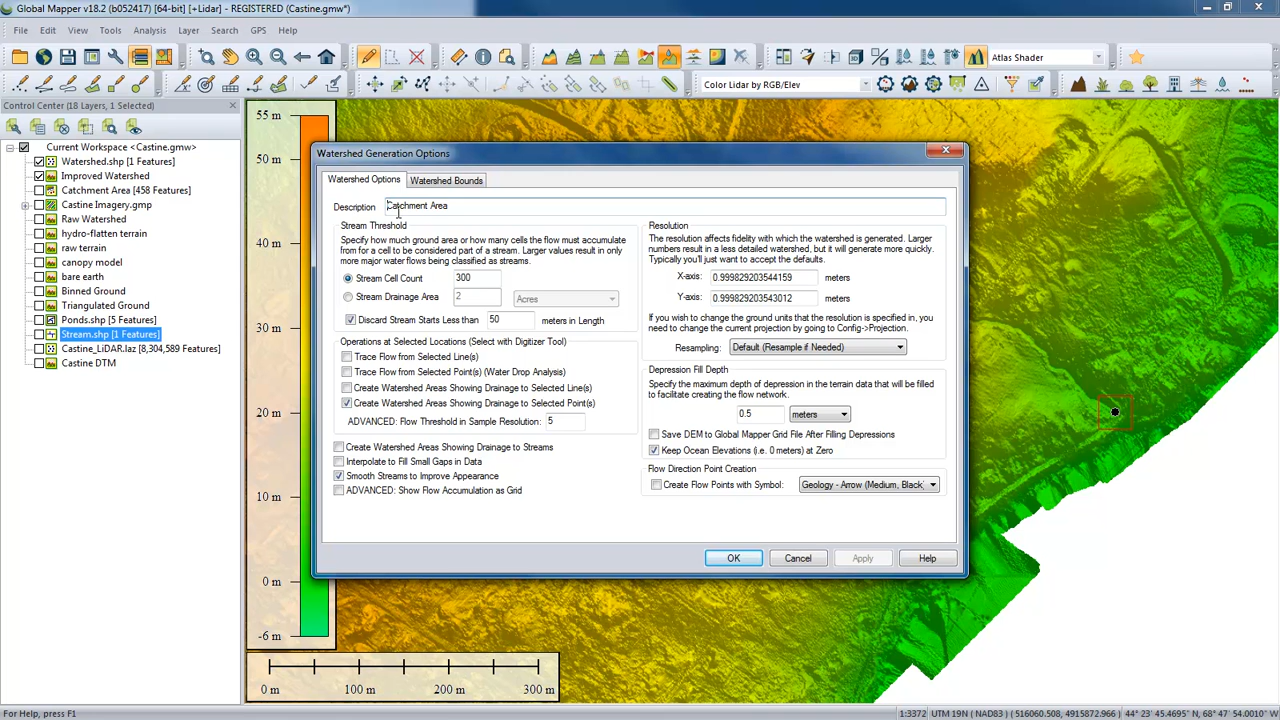 Global Mapper v18.2 (b052417) [64-bit] [+Lidar] - REGISTERED (Castine.gmw*)
File Edit View Tools Analysis Layer Search GPS Help
Atlas Shader
Color Lidar by RGB/Elev
Control Center (18 Layers, 1 Selected)
Current Workspace <Castine.gmw>
Watershed.shp [1 Features]
Improved Watershed
Catchment Area [458 Features]
Castine Imagery.gmp
Raw Watershed
hydro-flatten terrain
raw terrain
canopy model
bare earth
Binned Ground
Triangulated Ground
Ponds.shp [5 Features]
Stream.shp [1 Features]
Castine_LiDAR.laz [8,304,589 Features]
Castine DTM
55 m
50 m
40 m
30 m
20 m
10 m
0 m
-6 m
0 m 100 m 200 m 300 m
Watershed Generation Options
Watershed Options Watershed Bounds
Description Catchment Area
Stream Threshold
Specify how much ground area or how many cells the flow must accumulate
from for a cell to be considered part of a stream. Larger values result in only
more major water flows being classified as streams.
Stream Cell Count 300
Stream Drainage Area 2 Acres
Discard Stream Starts Less than 50 meters in Length
Operations at Selected Locations (Select with Digitizer Tool)
Trace Flow from Selected Line(s)
Trace Flow from Selected Point(s) (Water Drop Analysis)
Create Watershed Areas Showing Drainage to Selected Line(s)
Create Watershed Areas Showing Drainage to Selected Point(s)
ADVANCED: Flow Threshold in Sample Resolution: 5
Create Watershed Areas Showing Drainage to Streams
Interpolate to Fill Small Gaps in Data
Smooth Streams to Improve Appearance
ADVANCED: Show Flow Accumulation as Grid
Resolution
The resolution affects fidelity with which the watershed is generated. Larger
numbers result in a less detailed watershed, but it will generate more quickly.
Typically you'll just want to accept the defaults.
X-axis: 0.999829203544159 meters
Y-axis: 0.999829203543012 meters
If you wish to change the ground units that the resolution is specified in, you
need to change the current projection by going to Config->Projection.
Resampling: Default (Resample if Needed)
Depression Fill Depth
Specify the maximum depth of depression in the terrain data that will be filled
to facilitate creating the flow network.
0.5 meters
Save DEM to Global Mapper Grid File After Filling Depressions
Keep Ocean Elevations (i.e. 0 meters) at Zero
Flow Direction Point Creation
Create Flow Points with Symbol: Geology - Arrow (Medium, Black
OK Cancel Apply Help
For Help, press F1
1:3372 UTM 19N (NAD83) ( 516060.508, 4915872.966 ) 44° 23' 45.4695" N, 68° 47' 54.0010" W